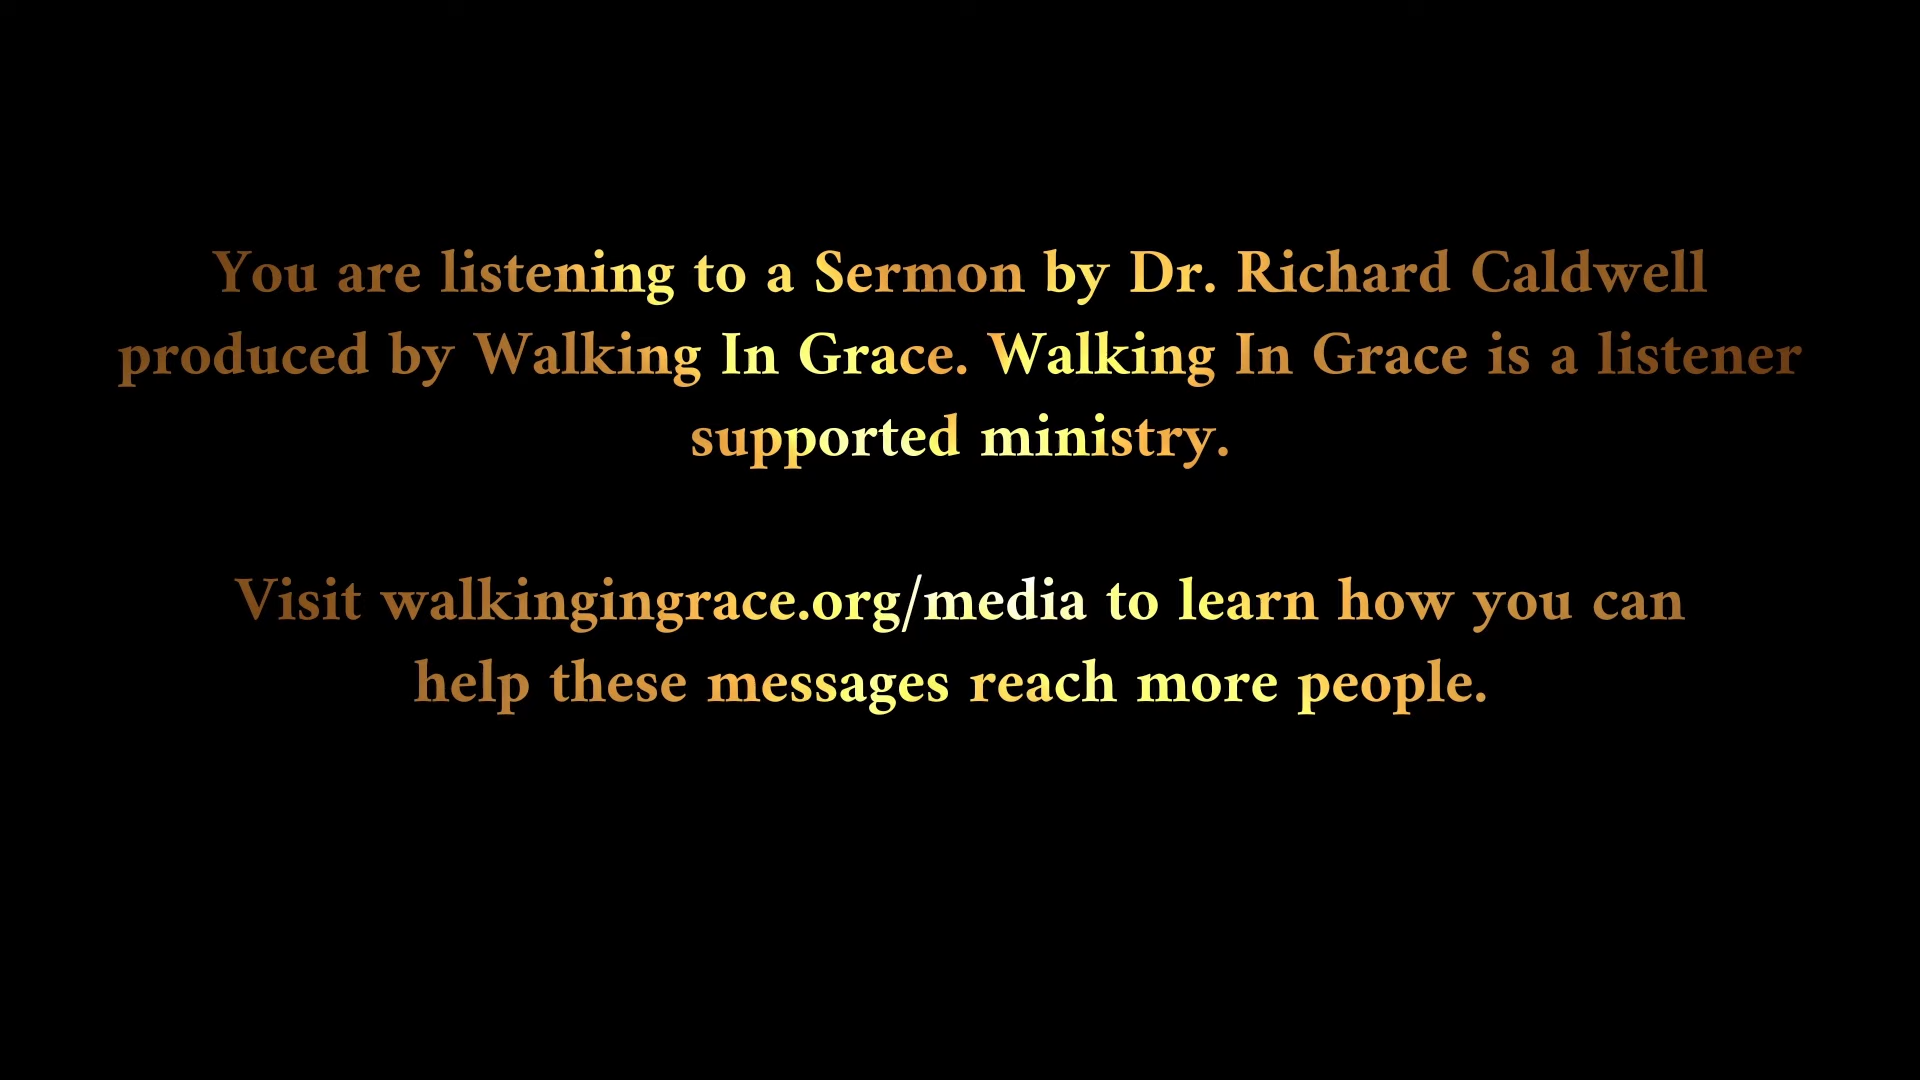 You are listening to a Sermon by Dr. Richard Caldwell
produced by Walking In Grace. Walking In Grace is a listener
supported ministry.
Visit walkingingrace.org/media to learn how you can
help these messages reach more people.